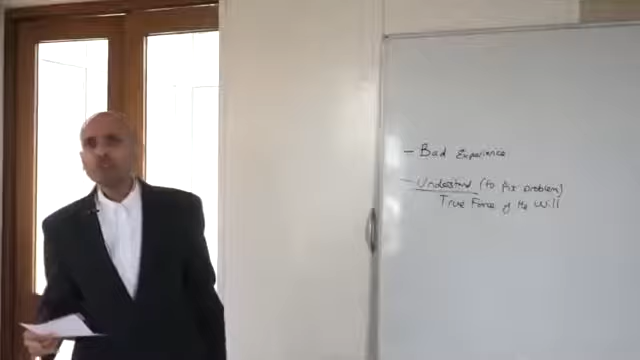 - Bad Experience
- Understand (to fix problem)
True Force of the Will